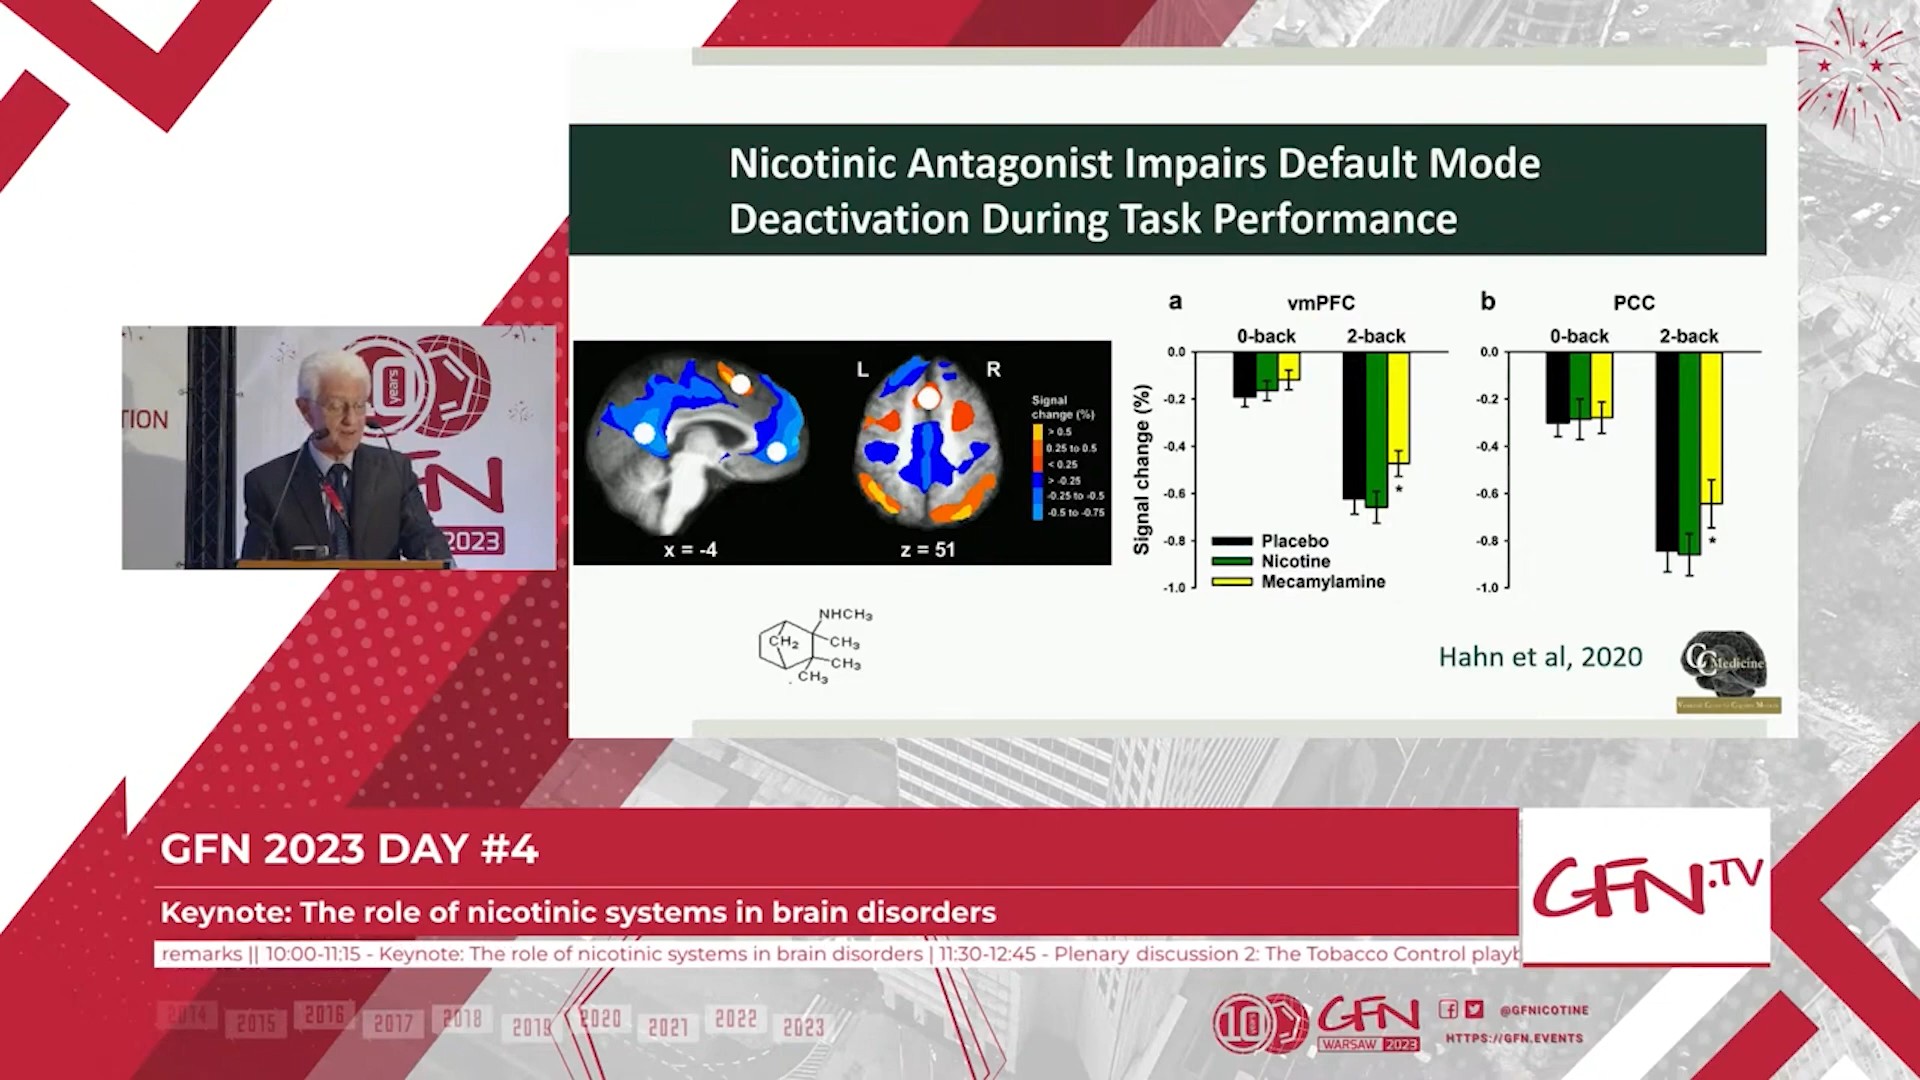 Nicotinic Antagonist Impairs Default Mode
Deactivation During Task Performance
a
vmPFC
0-back
2-back
0.0
-0.2
-0.4
-0.6
-0.8
-1.0
Signal change (%)
*
Placebo
Nicotine
Mecamylamine
b
PCC
0-back
2-back
0.0
-0.2
-0.4
-0.6
-0.8
-1.0
*
L
R
Signal
change (%)
> 0.5
0.25 to 0.5
< 0.25
> -0.25
-0.25 to -0.5
-0.5 to -0.75
x = -4
z = 51
NHCH3
CH2
CH3
CH3
CH3
Hahn et al, 2020
CC Medicine
TION
10
years
GFN
2023
GFN 2023 DAY #4
Keynote: The role of nicotinic systems in brain disorders
remarks || 10:00-11:15 - Keynote: The role of nicotinic systems in brain disorders | 11:30-12:45 - Plenary discussion 2: The Tobacco Control playb
GFN.TV
2014
2015
2016
2017
2018
2019
2020
2021
2022
2023
10
GFN
WARSAW 2023
@GFNICOTINE
HTTPS://GFN.EVENTS